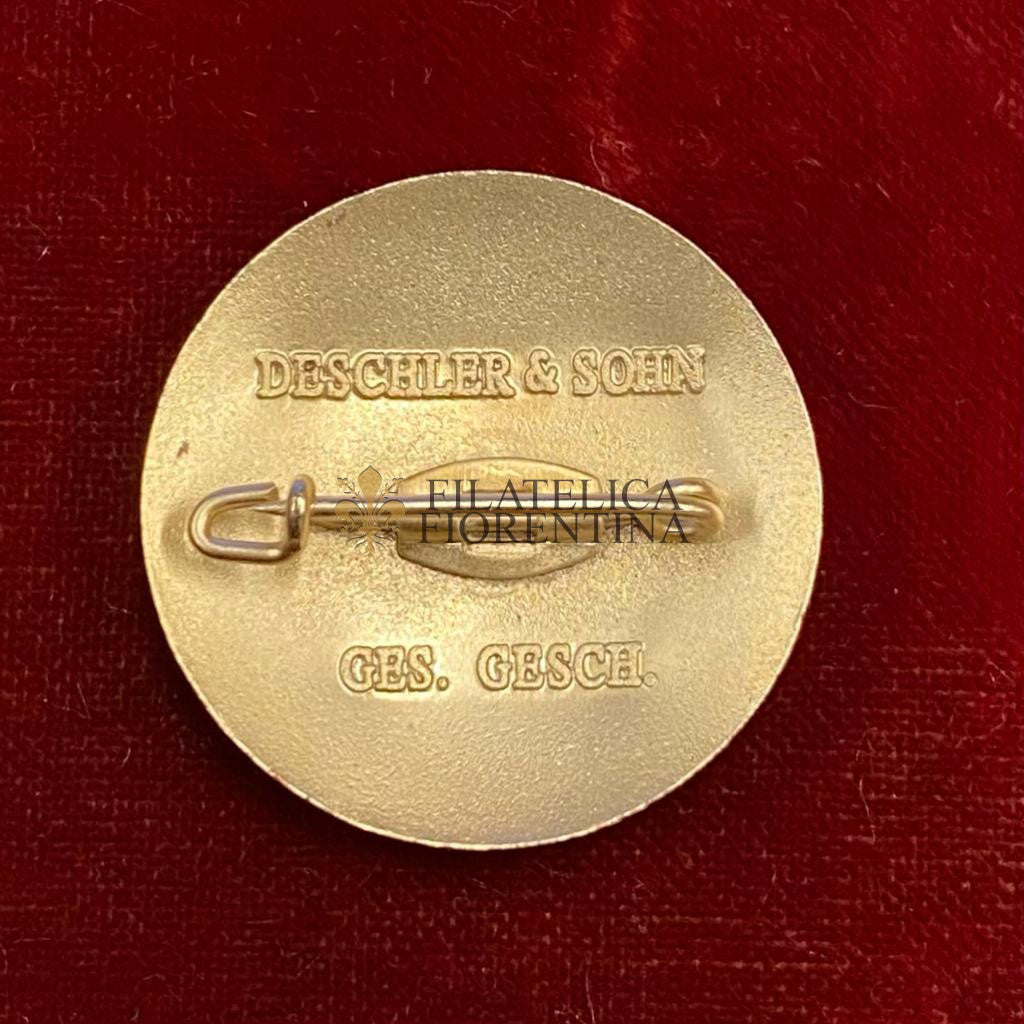 DESCHLER & SOHN
FILATELICA
FIORENTINA
GES. GESCH.